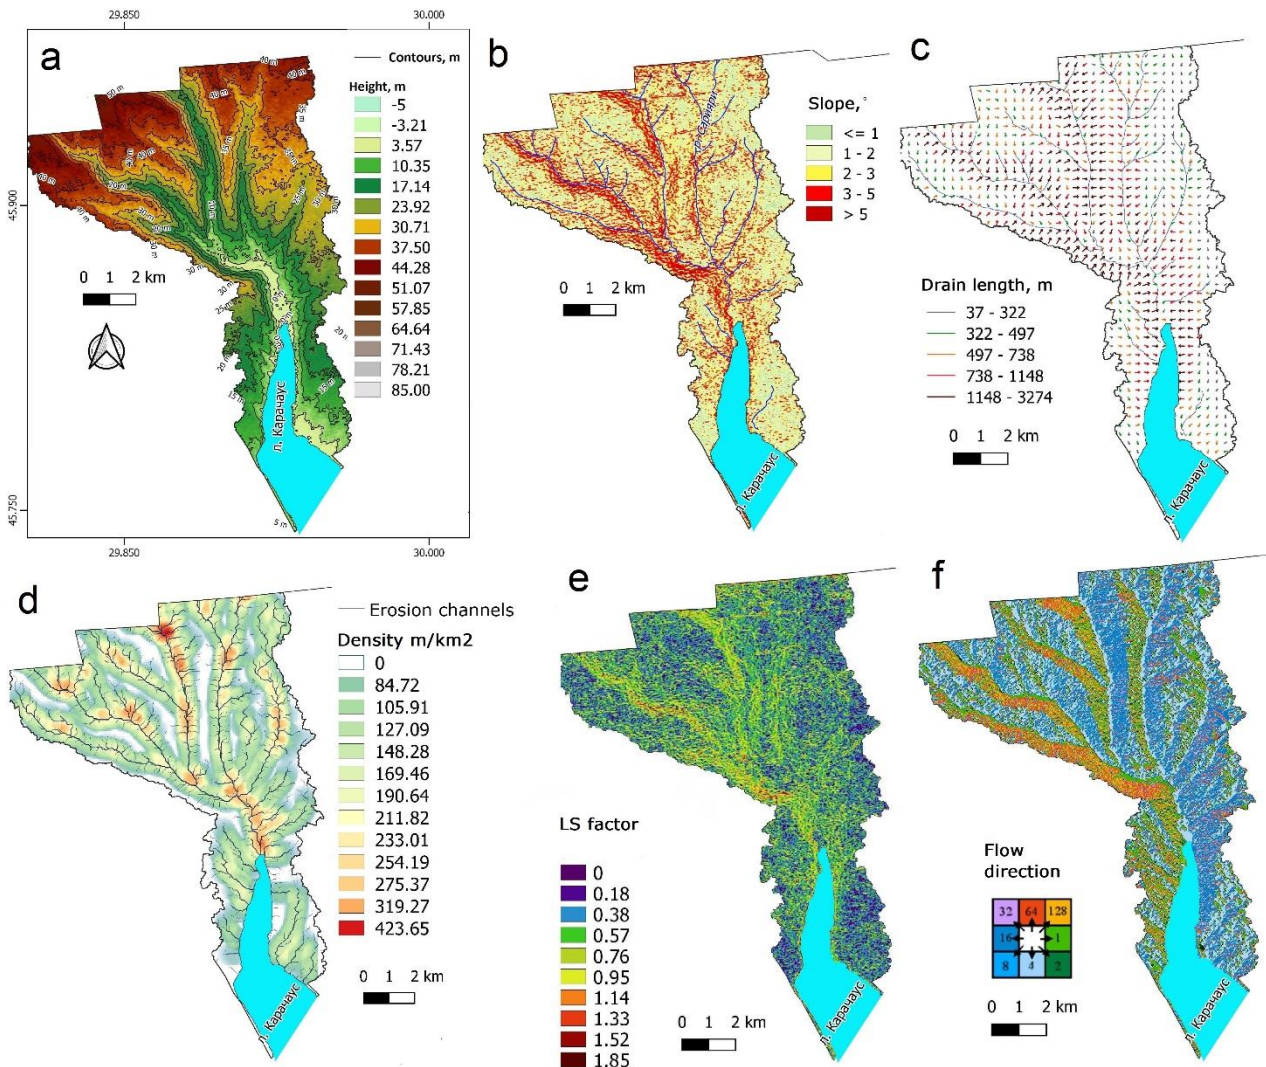 29.850
30.000
a
Contours, m
Height, m
-5
-3.21
3.57
10.35
17.14
23.92
30.71
37.50
44.28
51.07
57.85
64.64
71.43
78.21
85.00
45.900
45.750
0 1 2 km
л. Карачаус
5 m
29.850
30.000
b
Slope, °
<= 1
1 - 2
2 - 3
3 - 5
> 5
0 1 2 km
л. Карачаус
c
Drain length, m
37 - 322
322 - 497
497 - 738
738 - 1148
1148 - 3274
0 1 2 km
л. Карачаус
d
Erosion channels
Density m/km2
0
84.72
105.91
127.09
148.28
169.46
190.64
211.82
233.01
254.19
275.37
319.27
423.65
0 1 2 km
л. Карачаус
e
LS factor
0
0.18
0.38
0.57
0.76
0.95
1.14
1.33
1.52
1.85
0 1 2 km
л. Карачаус
f
Flow
direction
32 64 128
16 1
8 4 2
0 1 2 km
л. Карачаус